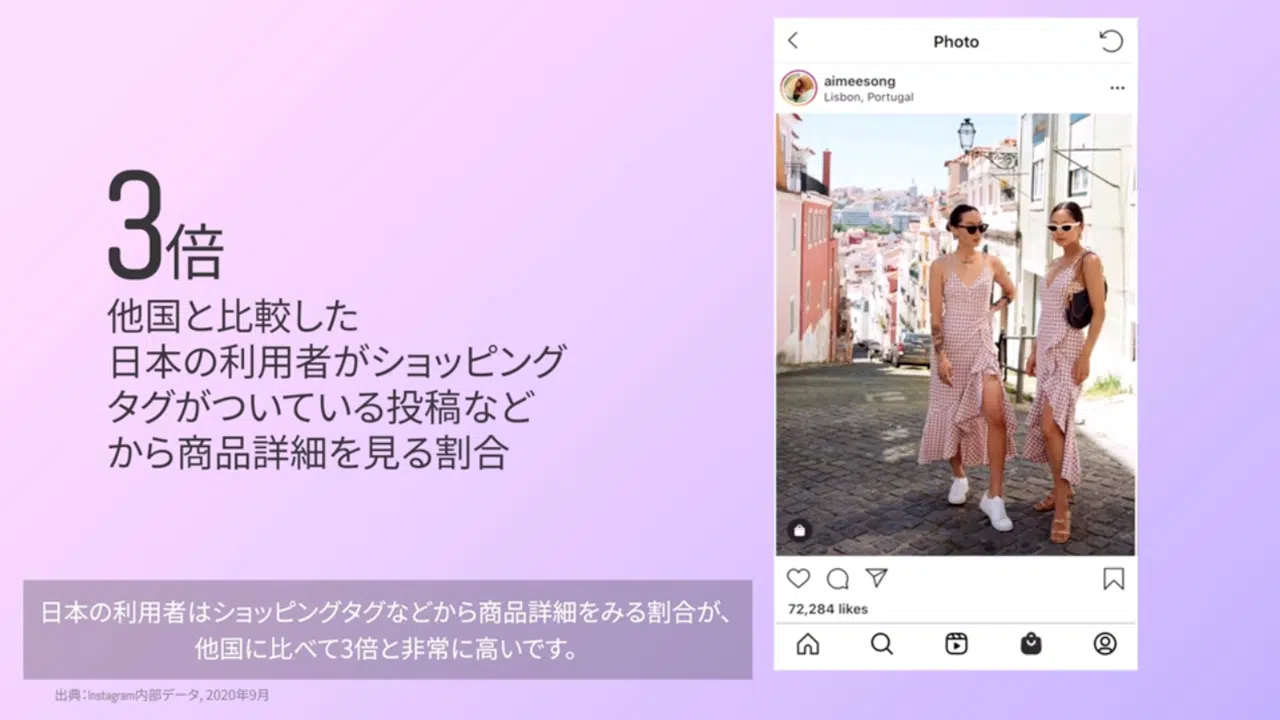 3倍
他国と比較した
日本の利用者がショッピング
タグがついている投稿など
から商品詳細を見る割合
日本の利用者はショッピングタグなどから商品詳細をみる割合が、
他国に比べて3倍と非常に高いです。
出典：Instagram内部データ, 2020年9月
Photo
aimeesong
Lisbon, Portugal
72,284 likes